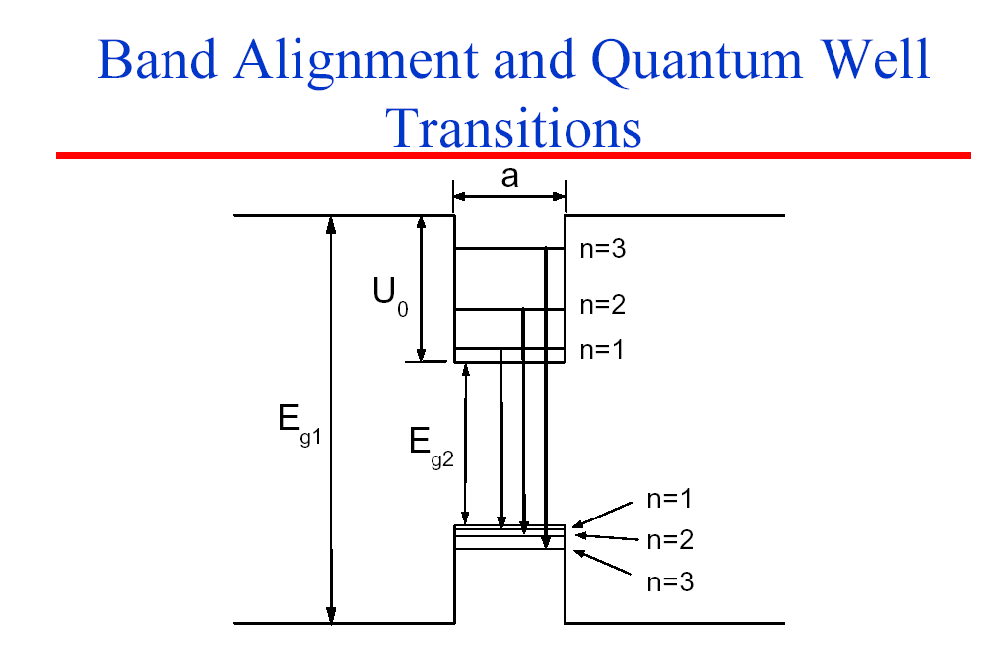 Band Alignment and Quantum Well
Transitions
a
n=3
U0
n=2
n=1
Eg1
Eg2
n=1
n=2
n=3